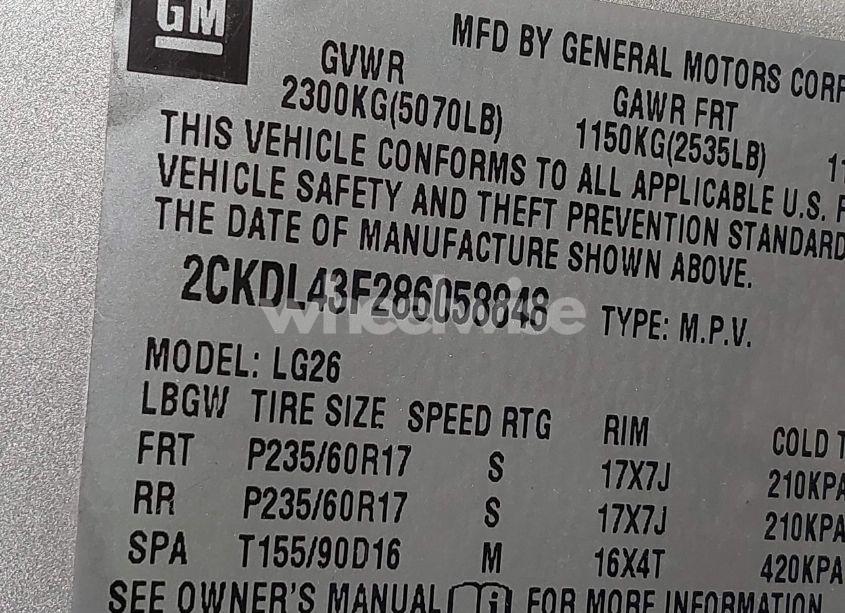 GM
MFD BY GENERAL MOTORS CORP
GVWR
GAWR FRT
2300KG(5070LB)
1150KG(2535LB)
11
THIS VEHICLE CONFORMS TO ALL APPLICABLE U.S. F
VEHICLE SAFETY AND THEFT PREVENTION STANDARD
THE DATE OF MANUFACTURE SHOWN ABOVE.
2CKDL43F286058848 TYPE: M.P.V.
wheelwise
MODEL: LG26
LBGW TIRE SIZE SPEED RTG RIM COLD T
FRT P235/60R17 S 17X7J 210KPA
RR P235/60R17 S 17X7J 210KPA
SPA T155/90D16 M 16X4T 420KPA
SEE OWNER'S MANUAL FOR MORE INFORMATION